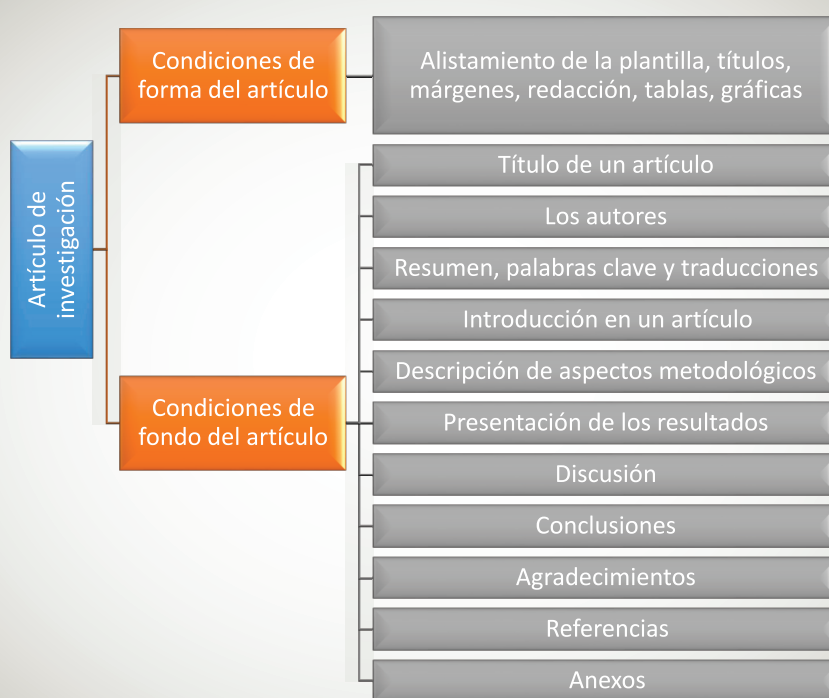 Artículo de
investigación
Condiciones de
forma del artículo
Alistamiento de la plantilla, títulos,
márgenes, redacción, tablas, gráficas
Condiciones de
fondo del artículo
Título de un artículo
Los autores
Resumen, palabras clave y traducciones
Introducción en un artículo
Descripción de aspectos metodológicos
Presentación de los resultados
Discusión
Conclusiones
Agradecimientos
Referencias
Anexos